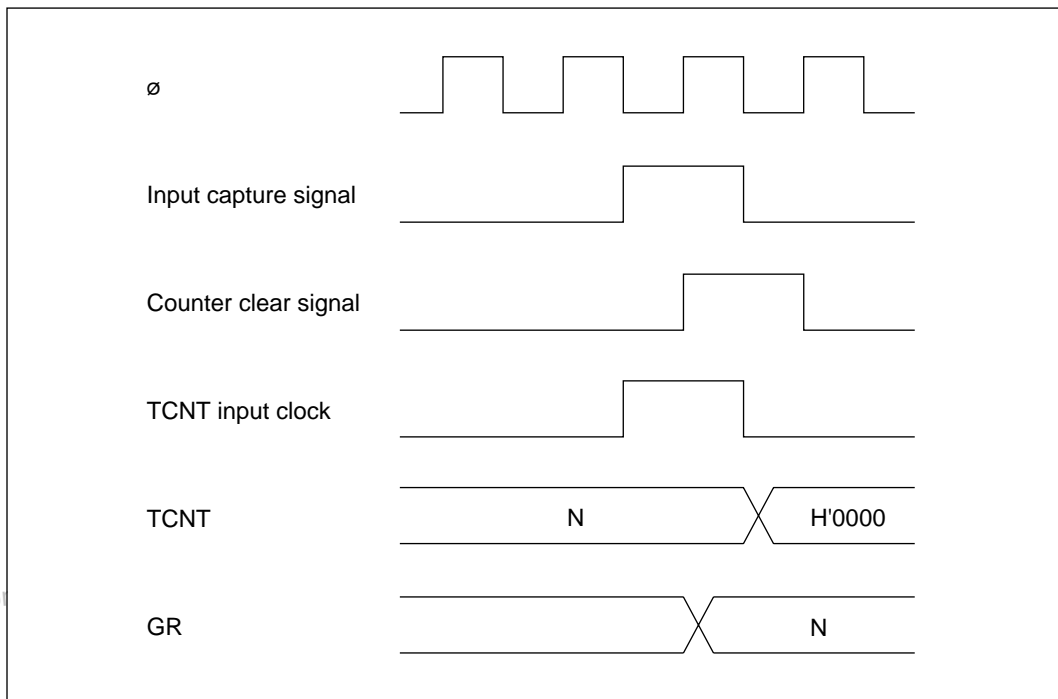 ø
Input capture signal
Counter clear signal
TCNT input clock
TCNT N H'0000
GR N